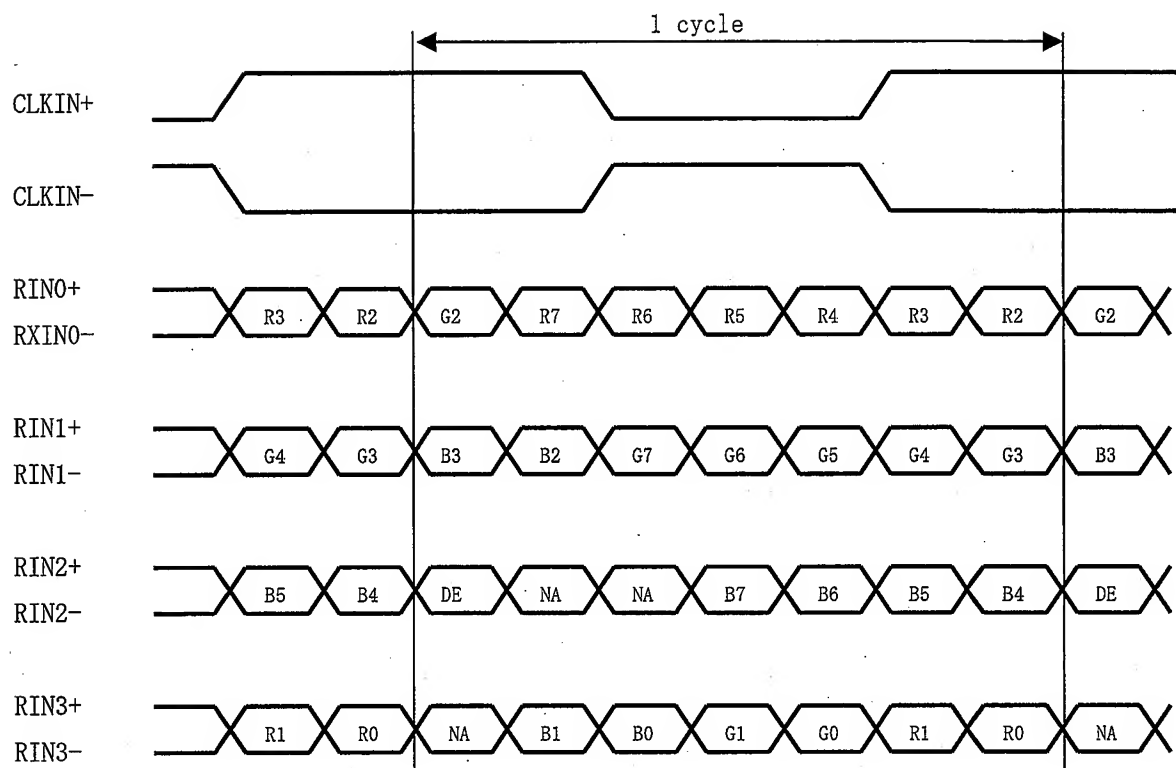 1 cycle
CLKIN+
CLKIN-
RIN0+
R3 R2 G2 R7 R6 R5 R4 R3 R2 G2
RXIN0-
RIN1+
G4 G3 B3 B2 G7 G6 G5 G4 G3 B3
RIN1-
RIN2+
B5 B4 DE NA NA B7 B6 B5 B4 DE
RIN2-
RIN3+
R1 R0 NA B1 B0 G1 G0 R1 R0 NA
RIN3-